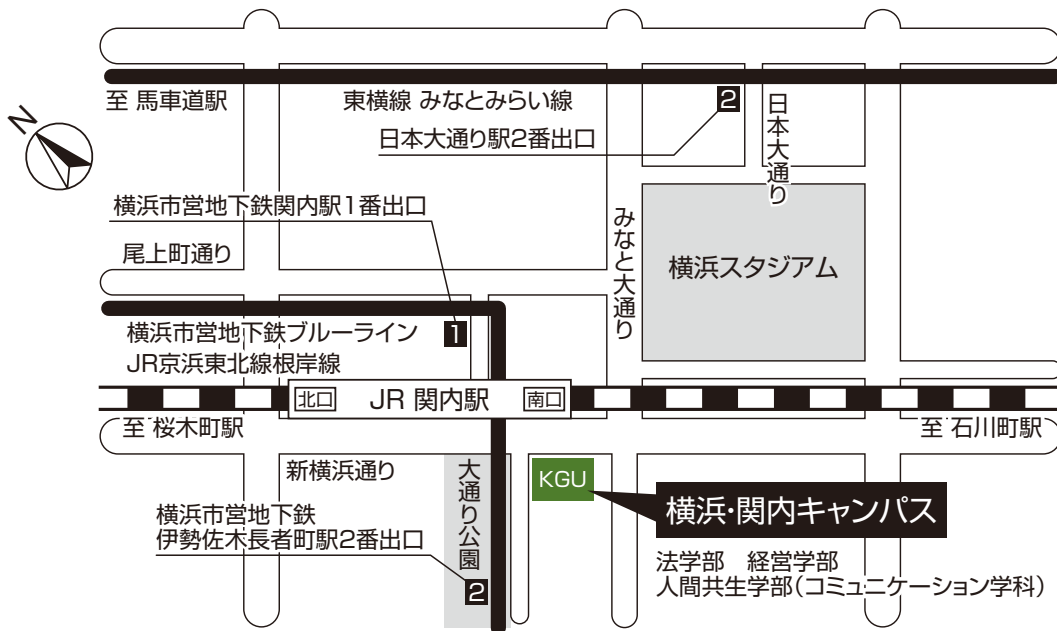 至 馬車道駅
東横線 みなとみらい線
2
日本大通り
N
日本大通り駅2番出口
横浜市営地下鉄関内駅1番出口
みなと大通り
尾上町通り
横浜スタジアム
横浜市営地下鉄ブルーライン
1
JR京浜東北線根岸線
北口
JR 関内駅
南口
至 桜木町駅
至 石川町駅
新横浜通り
大通り公園
KGU
横浜・関内キャンパス
横浜市営地下鉄
伊勢佐木長者町駅2番出口
2
法学部 経営学部
人間共生学部(コミュニケーション学科)